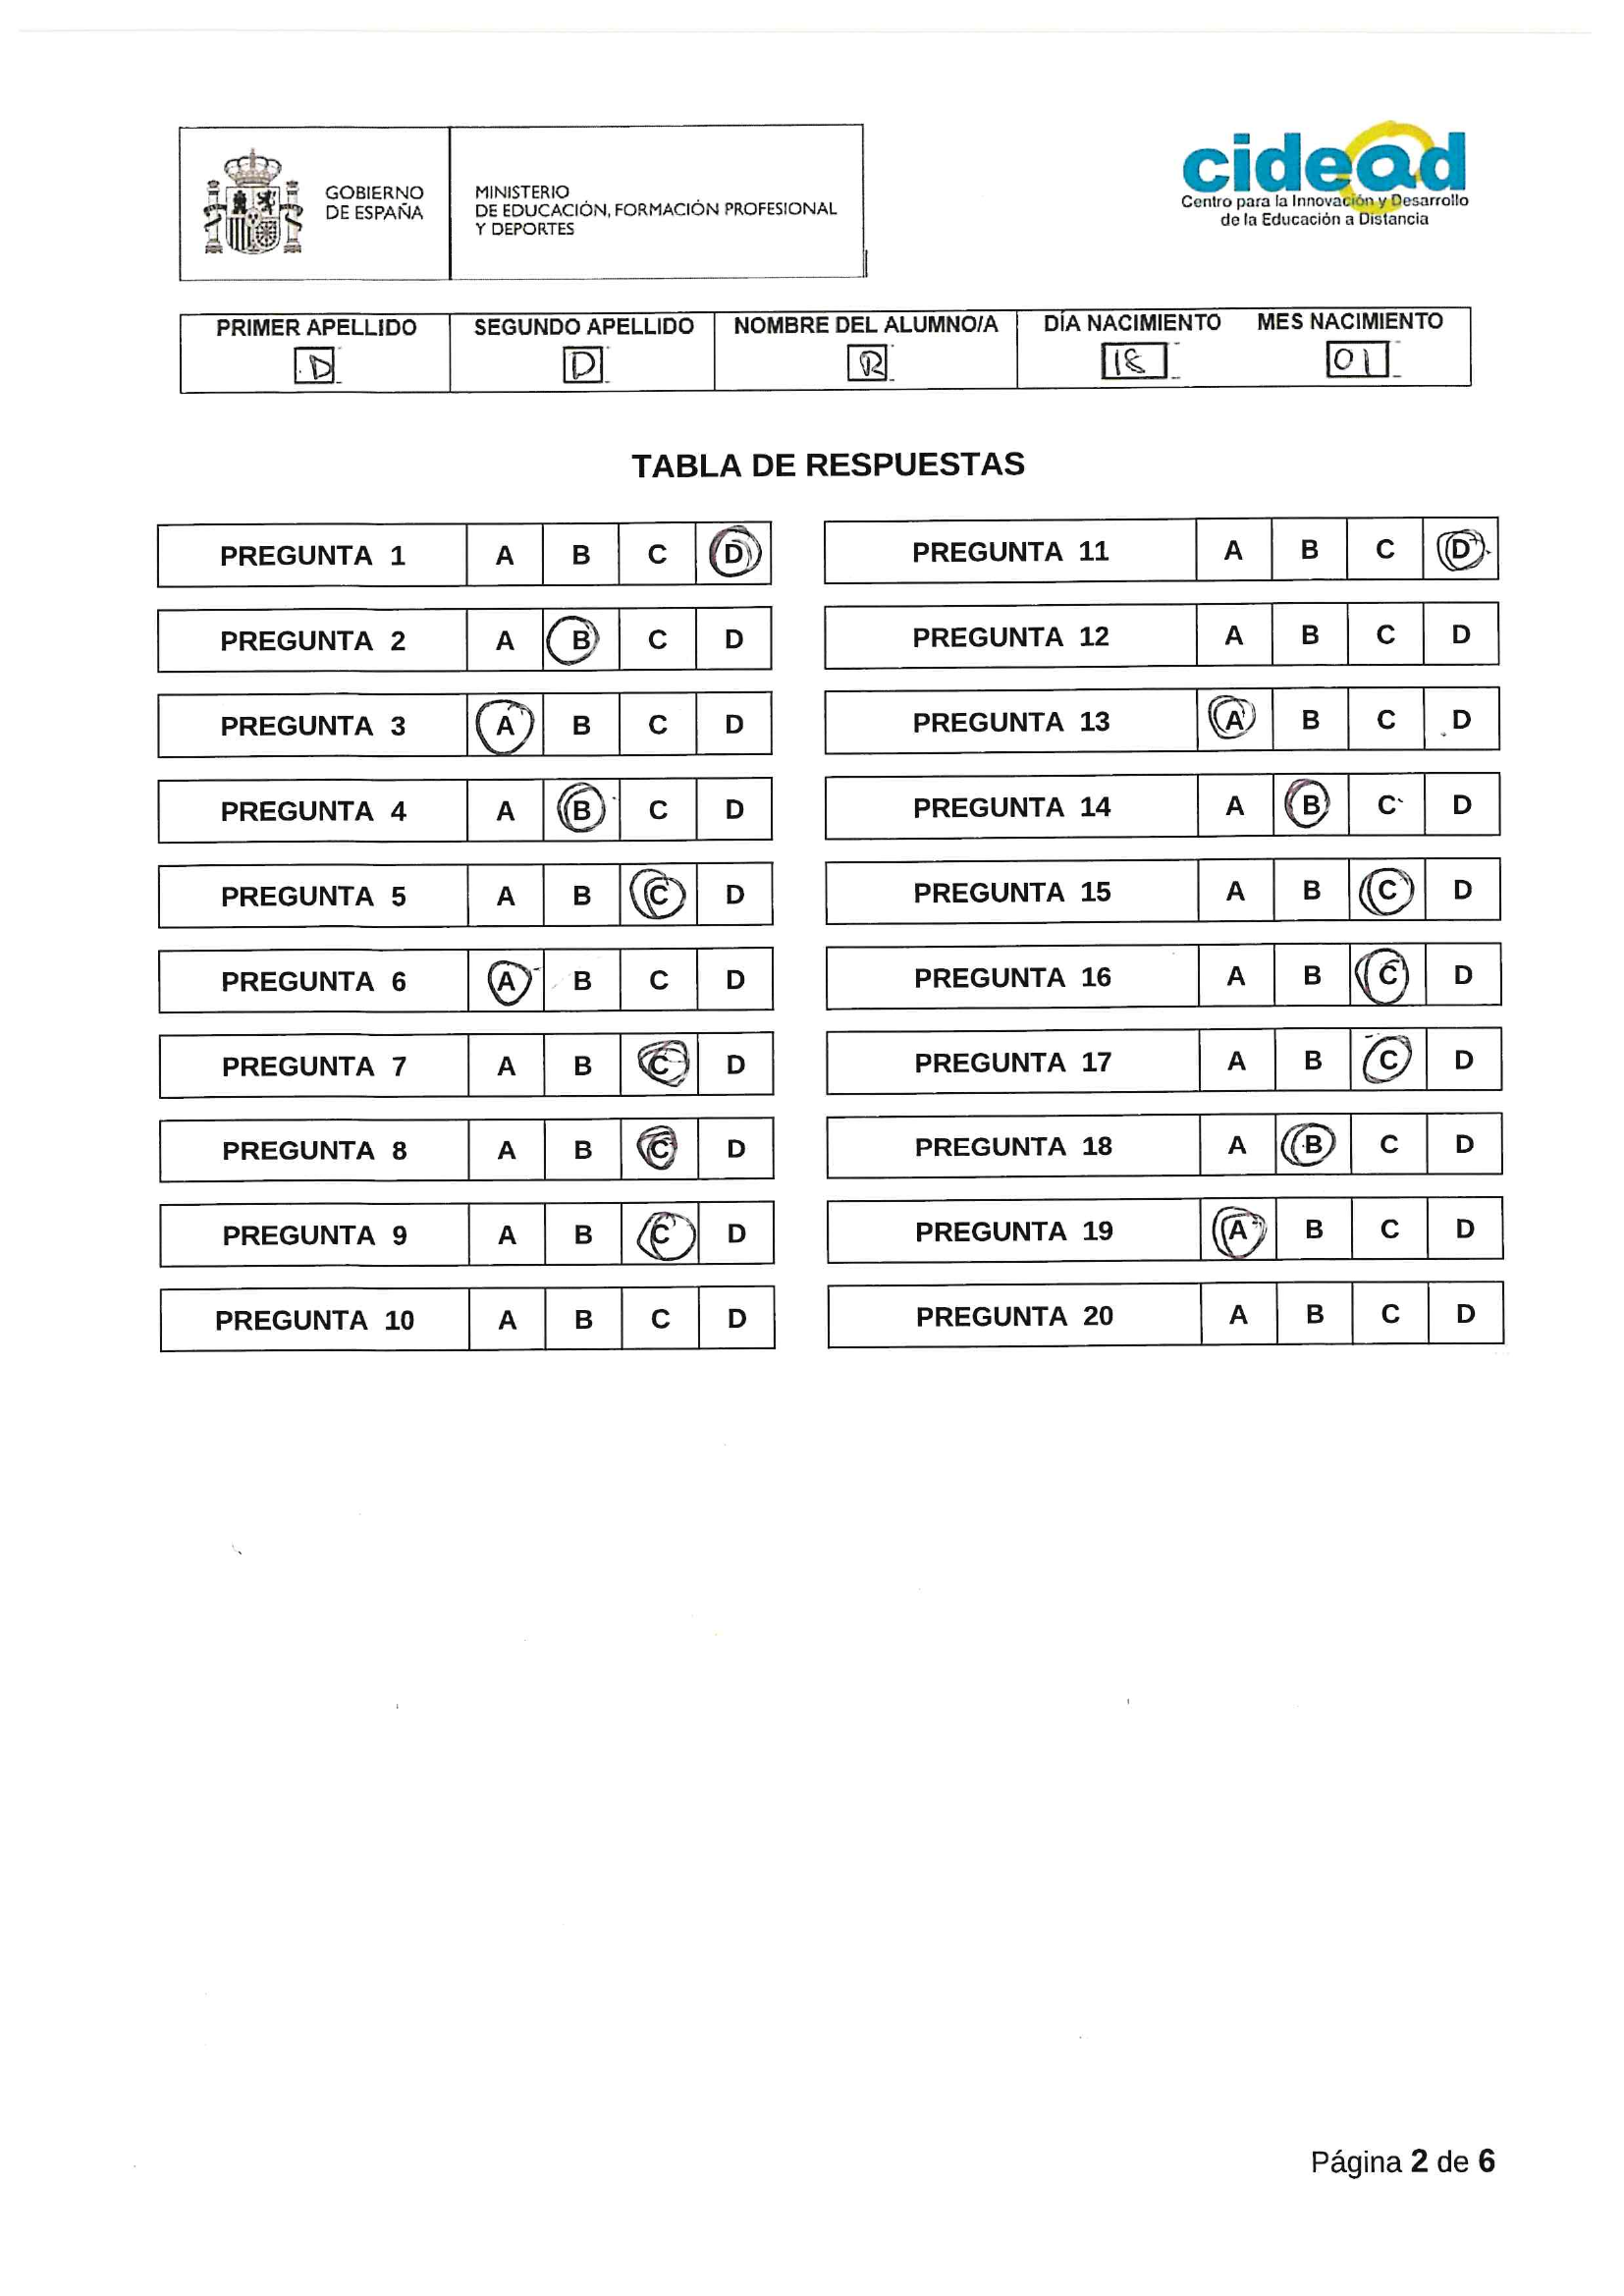 GOBIERNO
DE ESPAÑA
MINISTERIO
DE EDUCACIÓN, FORMACIÓN PROFESIONAL
Y DEPORTES
cidead
Centro para la Innovación y Desarrollo
de la Educación a Distancia
PRIMER APELLIDO SEGUNDO APELLIDO NOMBRE DEL ALUMNO/A DÍA NACIMIENTO MES NACIMIENTO
D D R 18 01
TABLA DE RESPUESTAS
PREGUNTA 1 A B C D
PREGUNTA 2 A B C D
PREGUNTA 3 A B C D
PREGUNTA 4 A B C D
PREGUNTA 5 A B C D
PREGUNTA 6 A B C D
PREGUNTA 7 A B C D
PREGUNTA 8 A B C D
PREGUNTA 9 A B C D
PREGUNTA 10 A B C D
PREGUNTA 11 A B C D
PREGUNTA 12 A B C D
PREGUNTA 13 A B C D
PREGUNTA 14 A B C D
PREGUNTA 15 A B C D
PREGUNTA 16 A B C D
PREGUNTA 17 A B C D
PREGUNTA 18 A B C D
PREGUNTA 19 A B C D
PREGUNTA 20 A B C D
Página 2 de 6